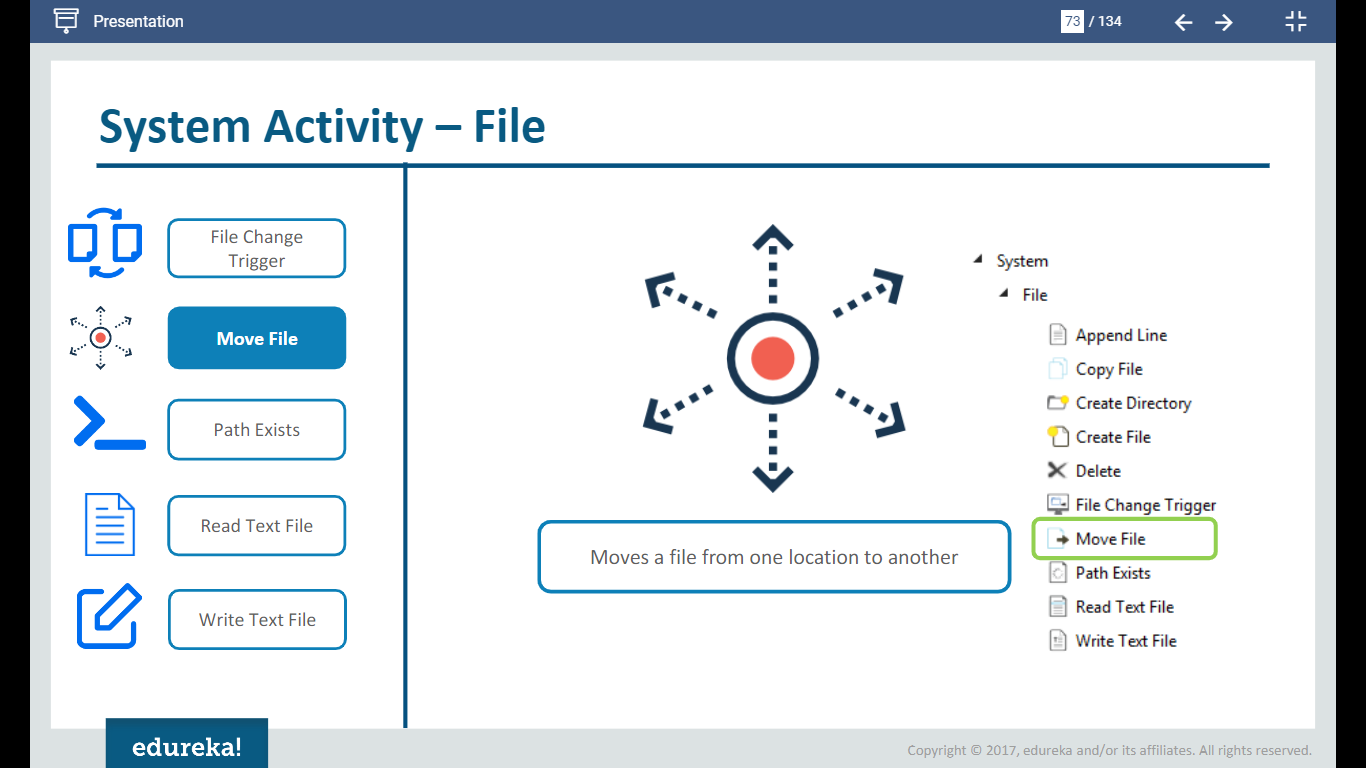 Presentation
73 / 134
System Activity – File
File Change
Trigger
Move File
Path Exists
Read Text File
Write Text File
Moves a file from one location to another
System
File
Append Line
Copy File
Create Directory
Create File
Delete
File Change Trigger
Move File
Path Exists
Read Text File
Write Text File
edureka!
Copyright © 2017, edureka and/or its affiliates. All rights reserved.